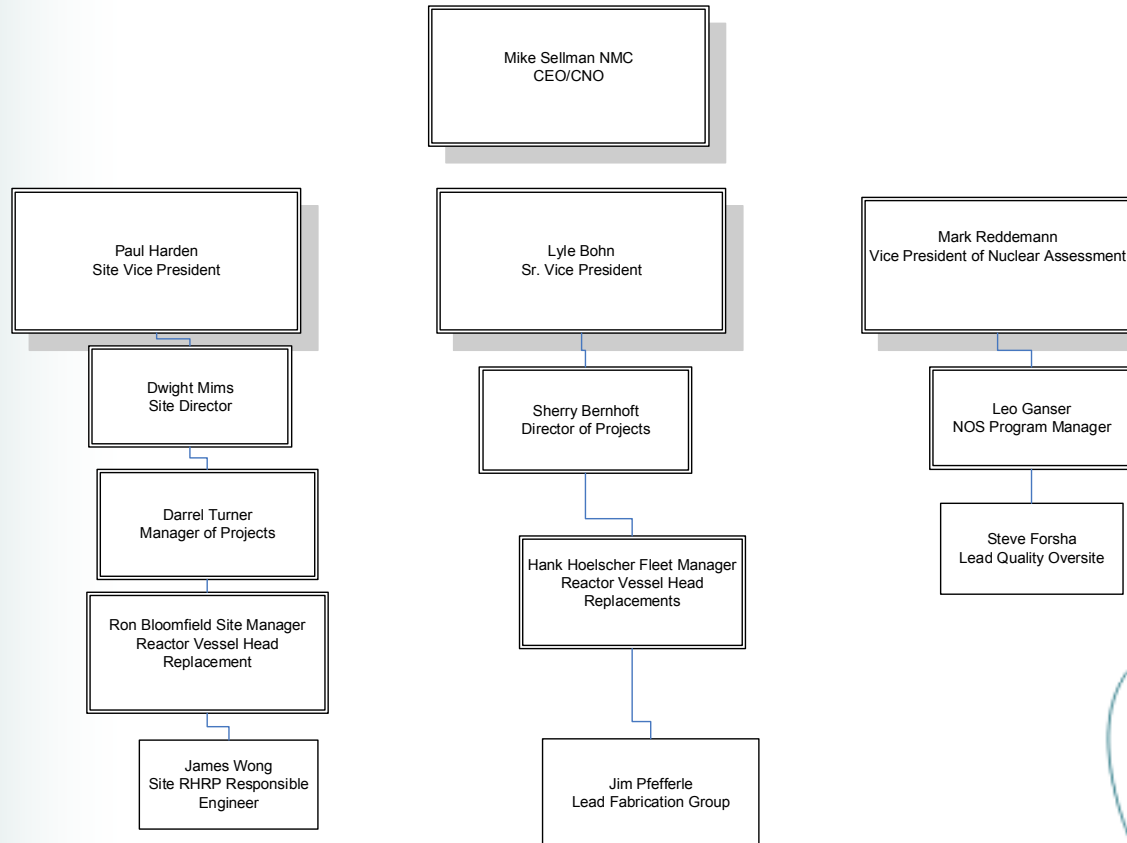 Mike Sellman NMC
CEO/CNO
Paul Harden
Site Vice President
Lyle Bohn
Sr. Vice President
Mark Reddemann
Vice President of Nuclear Assessment
Dwight Mims
Site Director
Sherry Bernhoft
Director of Projects
Leo Ganser
NOS Program Manager
Darrel Turner
Manager of Projects
Hank Hoelscher Fleet Manager
Reactor Vessel Head
Replacements
Steve Forsha
Lead Quality Oversite
Ron Bloomfield Site Manager
Reactor Vessel Head
Replacement
James Wong
Site RHRP Responsible
Engineer
Jim Pfefferle
Lead Fabrication Group